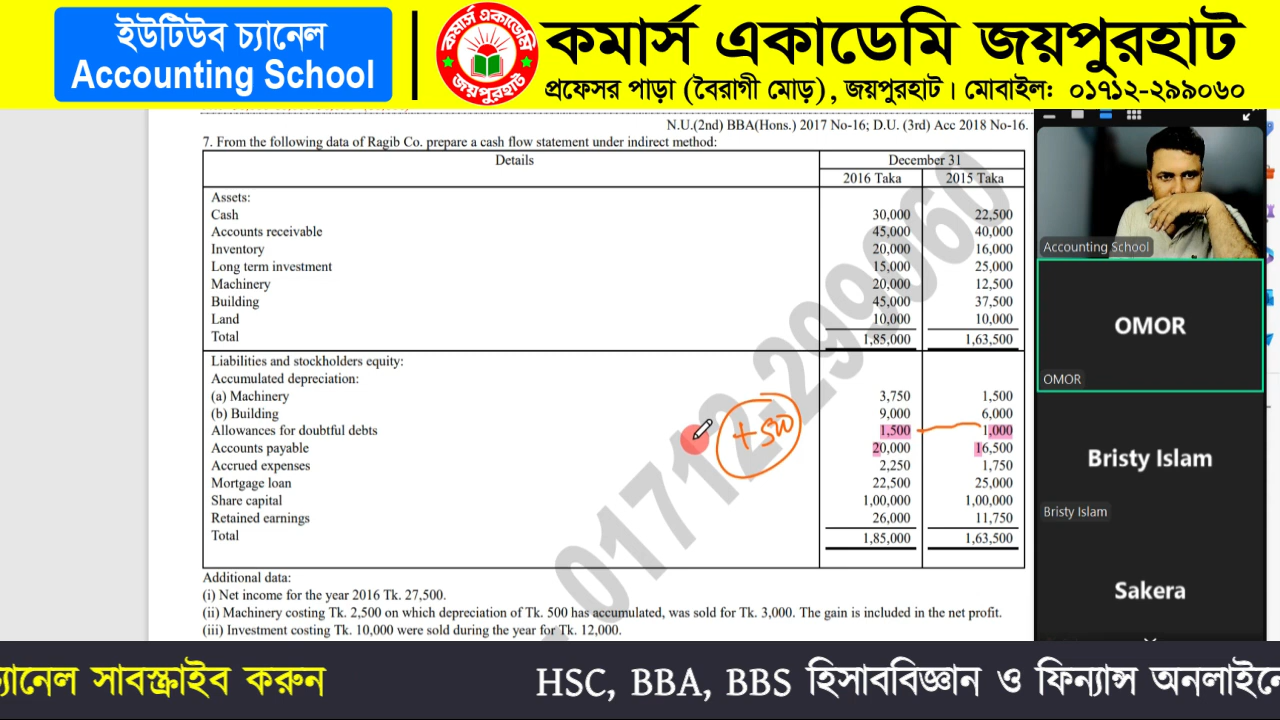 ইউটিউব চ্যানেল
Accounting School
কমার্স একাডেমি
জয়পুরহাট
কমার্স একাডেমি জয়পুরহাট
প্রফেসর পাড়া (বৈরাগী মোড়), জয়পুরহাট। মোবাইল: ০১৭১২-২৯৯০৬০
N.U.(2nd) BBA(Hons.) 2017 No-16; D.U. (3rd) Acc 2018 No-16.
7. From the following data of Ragib Co. prepare a cash flow statement under indirect method:
Details December 31
2016 Taka 2015 Taka
Assets:
Cash 30,000 22,500
Accounts receivable 45,000 40,000
Inventory 20,000 16,000
Long term investment 15,000 25,000
Machinery 20,000 12,500
Building 45,000 37,500
Land 10,000 10,000
Total 1,85,000 1,63,500
Liabilities and stockholders equity:
Accumulated depreciation:
(a) Machinery 3,750 1,500
(b) Building 9,000 6,000
Allowances for doubtful debts 1,500 1,000
Accounts payable 20,000 16,500
Accrued expenses 2,250 1,750
Mortgage loan 22,500 25,000
Share capital 1,00,000 1,00,000
Retained earnings 26,000 11,750
Total 1,85,000 1,63,500
+500
01712-299060
Additional data:
(i) Net income for the year 2016 Tk. 27,500.
(ii) Machinery costing Tk. 2,500 on which depreciation of Tk. 500 has accumulated, was sold for Tk. 3,000. The gain is included in the net profit.
(iii) Investment costing Tk. 10,000 were sold during the year for Tk. 12,000.
Accounting School
OMOR
OMOR
Bristy Islam
Bristy Islam
Sakera
চ্যানেল সাবস্ক্রাইব করুন
HSC, BBA, BBS হিসাববিজ্ঞান ও ফিন্যান্স অনলাইনে